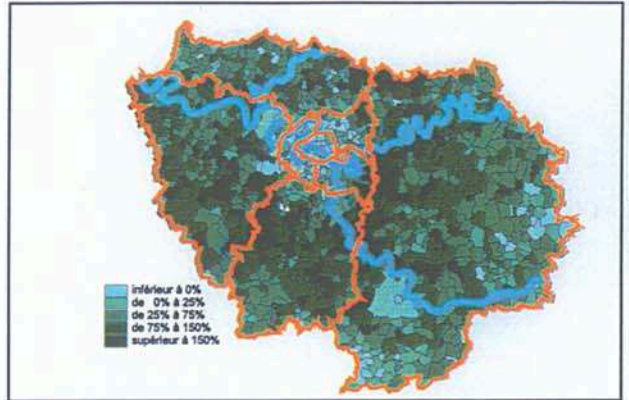 inférieur à 0%
de 0% à 25%
de 25% à 75%
de 75% à 150%
supérieur à 150%